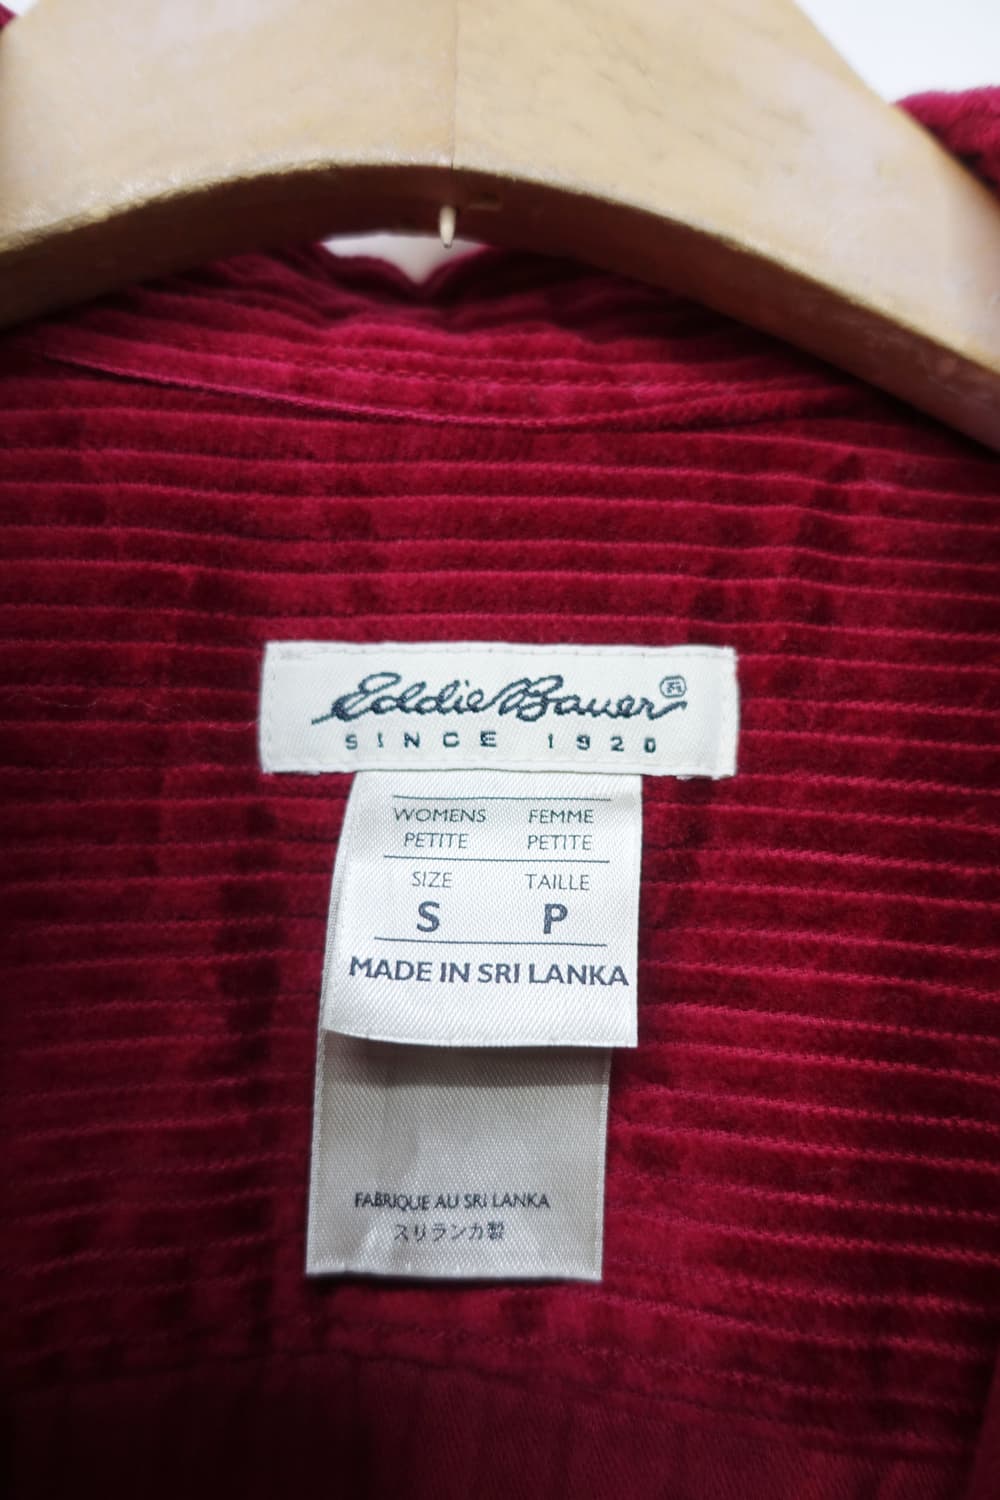 Eddie Bauer®
SINCE 1920
WOMENS FEMME
PETITE PETITE
SIZE TAILLE
S P
MADE IN SRI LANKA
FABRIQUE AU SRI LANKA
スリランカ製